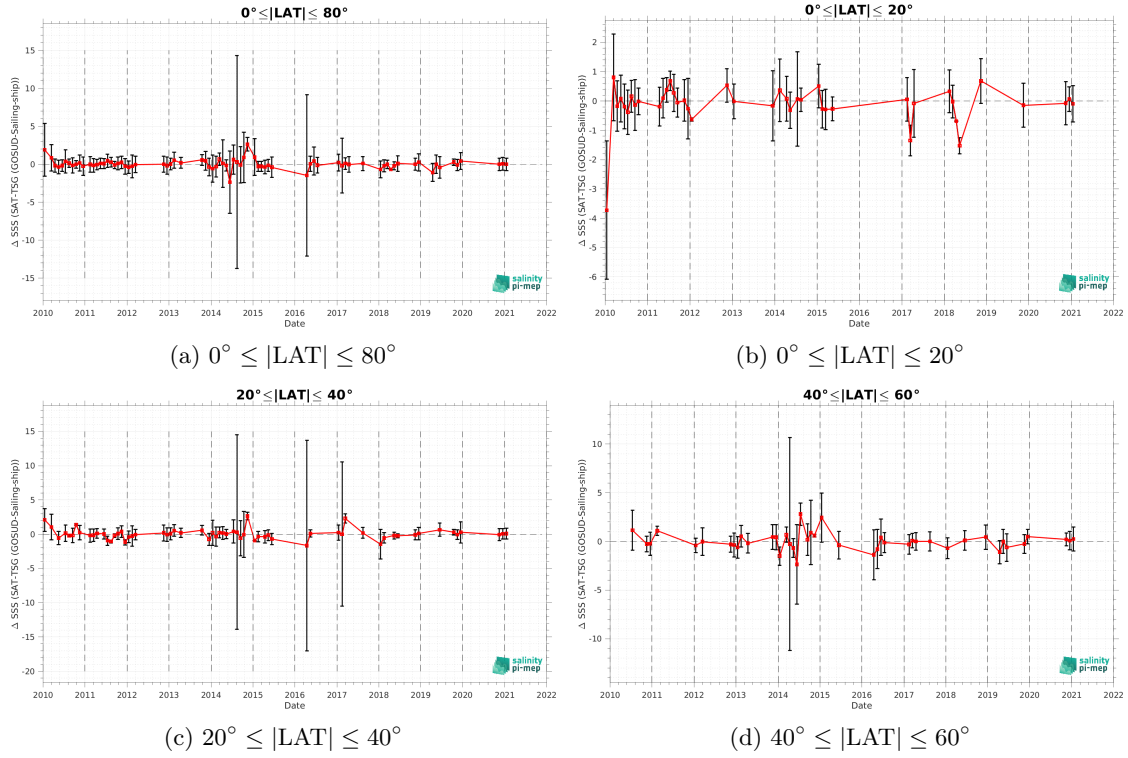 0°≤|LAT|≤ 80°
Δ SSS (SAT-TSG (GOSUD-Sailing-ship))
15
10
5
0
-5
-10
-15
2010 2011 2012 2013 2014 2015 2016 2017 2018 2019 2020 2021 2022
Date
salinity
pi-mep
(a) 0° ≤ |LAT| ≤ 80°
0°≤|LAT|≤ 20°
Δ SSS (SAT-TSG (GOSUD-Sailing-ship))
2
1
0
-1
-2
-3
-4
-5
-6
2010 2011 2012 2013 2014 2015 2016 2017 2018 2019 2020 2021 2022
Date
salinity
pi-mep
(b) 0° ≤ |LAT| ≤ 20°
20°≤|LAT|≤ 40°
Δ SSS (SAT-TSG (GOSUD-Sailing-ship))
15
10
5
0
-5
-10
-15
-20
2010 2011 2012 2013 2014 2015 2016 2017 2018 2019 2020 2021 2022
Date
salinity
pi-mep
(c) 20° ≤ |LAT| ≤ 40°
40°≤|LAT|≤ 60°
Δ SSS (SAT-TSG (GOSUD-Sailing-ship))
10
5
0
-5
-10
2010 2011 2012 2013 2014 2015 2016 2017 2018 2019 2020 2021 2022
Date
salinity
pi-mep
(d) 40° ≤ |LAT| ≤ 60°